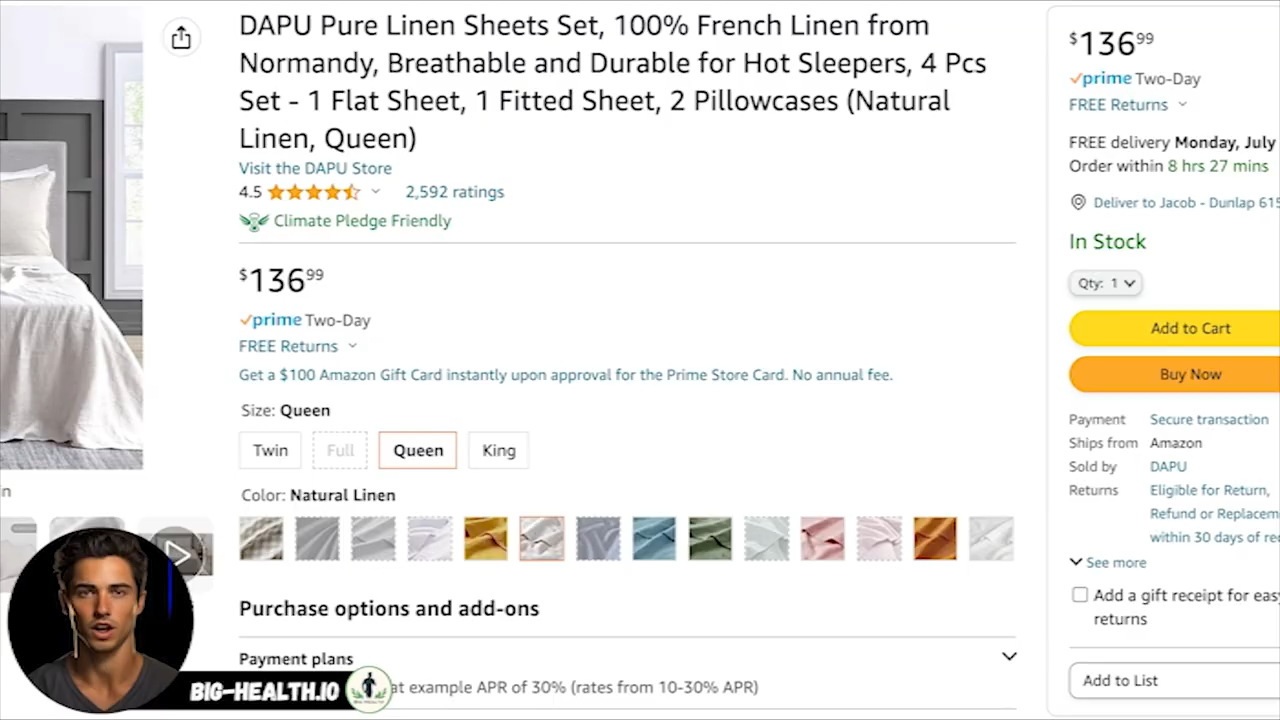 DAPU Pure Linen Sheets Set, 100% French Linen from
Normandy, Breathable and Durable for Hot Sleepers, 4 Pcs
Set - 1 Flat Sheet, 1 Fitted Sheet, 2 Pillowcases (Natural
Linen, Queen)
Visit the DAPU Store
4.5 2,592 ratings
Climate Pledge Friendly
$136.99
prime Two-Day
FREE Returns
Get a $100 Amazon Gift Card instantly upon approval for the Prime Store Card. No annual fee.
Size: Queen
Twin Full Queen King
Color: Natural Linen
Purchase options and add-ons
Payment plans
at example APR of 30% (rates from 10-30% APR)
BIG-HEALTH.IO
$136.99
prime Two-Day
FREE Returns
FREE delivery Monday, July
Order within 8 hrs 27 mins
Deliver to Jacob - Dunlap 615
In Stock
Qty: 1
Add to Cart
Buy Now
Payment Secure transaction
Ships from Amazon
Sold by DAPU
Returns Eligible for Return,
Refund or Replacem
within 30 days of re
See more
Add a gift receipt for eas
returns
Add to List